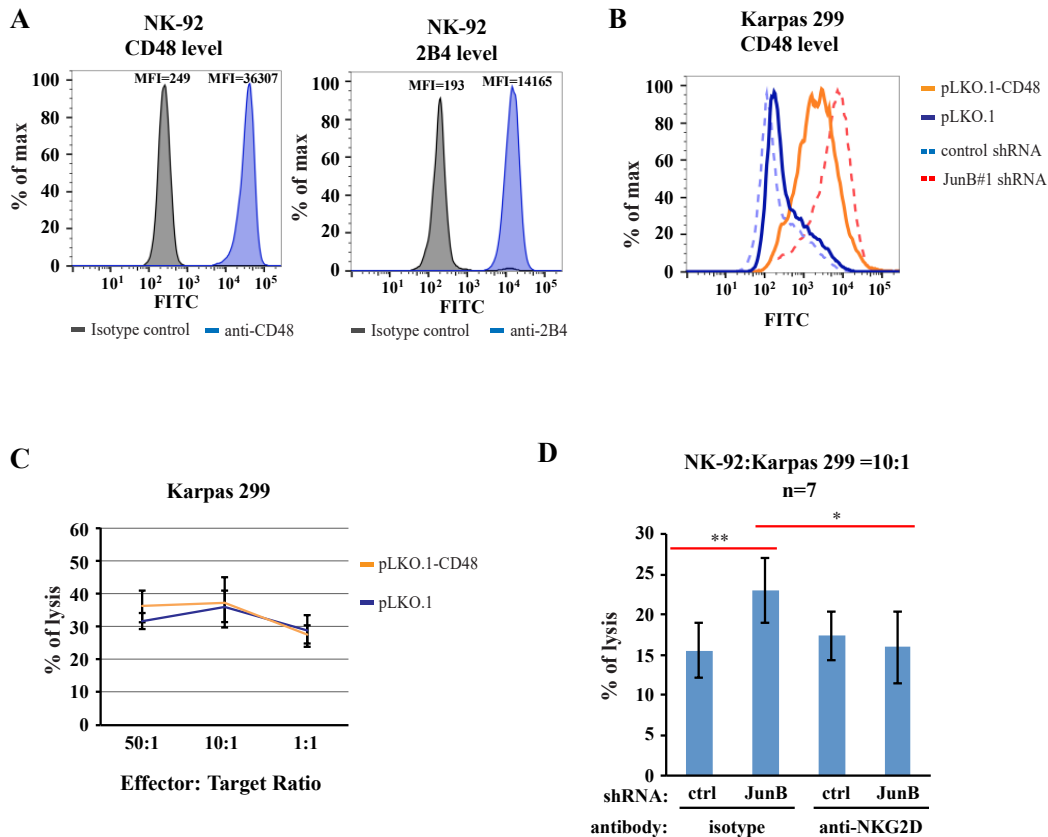 A
NK-92
CD48 level
MFI=249 MFI=36307
100
80
60
40
20
0
% of max
10¹ 10² 10³ 10⁴ 10⁵
FITC
Isotype control anti-CD48
NK-92
2B4 level
MFI=193 MFI=14165
100
80
60
40
20
0
% of max
10¹ 10² 10³ 10⁴ 10⁵
FITC
Isotype control anti-2B4
B
Karpas 299
CD48 level
100
80
60
40
20
0
% of max
10¹ 10² 10³ 10⁴ 10⁵
FITC
pLKO.1-CD48
pLKO.1
control shRNA
JunB#1 shRNA
C
Karpas 299
60
50
40
30
20
10
0
% of lysis
50:1 10:1 1:1
Effector: Target Ratio
pLKO.1-CD48
pLKO.1
D
NK-92:Karpas 299 =10:1
n=7
30
25
20
15
10
5
0
% of lysis
**
*
shRNA: ctrl JunB ctrl JunB
antibody: isotype anti-NKG2D